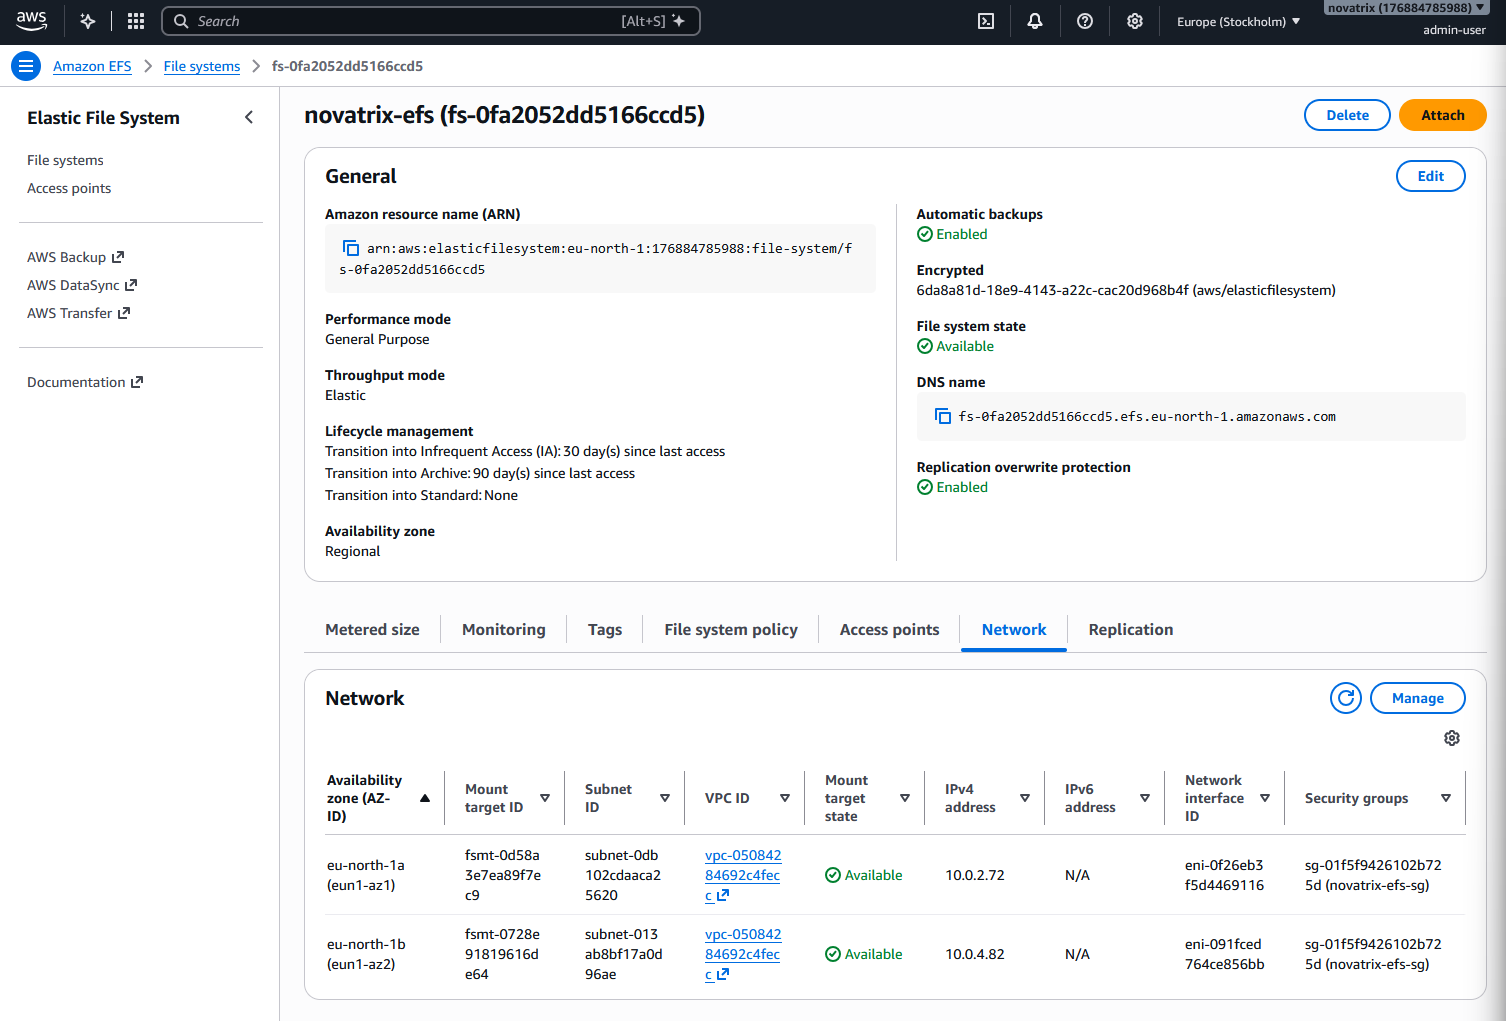 aws
Search
[Alt+S]
Europe (Stockholm)
novatrix (176884785988)
admin-user
Amazon EFS
File systems
fs-0fa2052dd5166ccd5
Elastic File System
File systems
Access points
AWS Backup
AWS DataSync
AWS Transfer
Documentation
novatrix-efs (fs-0fa2052dd5166ccd5)
Delete
Attach
General
Edit
Amazon resource name (ARN)
arn:aws:elasticfilesystem:eu-north-1:176884785988:file-system/f
s-0fa2052dd5166ccd5
Performance mode
General Purpose
Throughput mode
Elastic
Lifecycle management
Transition into Infrequent Access (IA): 30 day(s) since last access
Transition into Archive: 90 day(s) since last access
Transition into Standard: None
Availability zone
Regional
Automatic backups
Enabled
Encrypted
6da8a81d-18e9-4143-a22c-cac20d968b4f (aws/elasticfilesystem)
File system state
Available
DNS name
fs-0fa2052dd5166ccd5.efs.eu-north-1.amazonaws.com
Replication overwrite protection
Enabled
Metered size
Monitoring
Tags
File system policy
Access points
Network
Replication
Network
Manage
Availability
zone (AZ-
ID)
Mount
target ID
Subnet
ID
VPC ID
Mount
target
state
IPv4
address
IPv6
address
Network
interface
ID
Security groups
eu-north-1a
(eun1-az1)
fsmt-0d58a
3e7ea89f7e
c9
subnet-0db
102cdaaca2
5620
vpc-050842
84692c4fec
c
Available
10.0.2.72
N/A
eni-0f26eb3
f5d4469116
sg-01f5f9426102b72
5d (novatrix-efs-sg)
eu-north-1b
(eun1-az2)
fsmt-0728e
91819616d
e64
subnet-013
ab8bf17a0d
96ae
vpc-050842
84692c4fec
c
Available
10.0.4.82
N/A
eni-091fced
764ce856bb
sg-01f5f9426102b72
5d (novatrix-efs-sg)